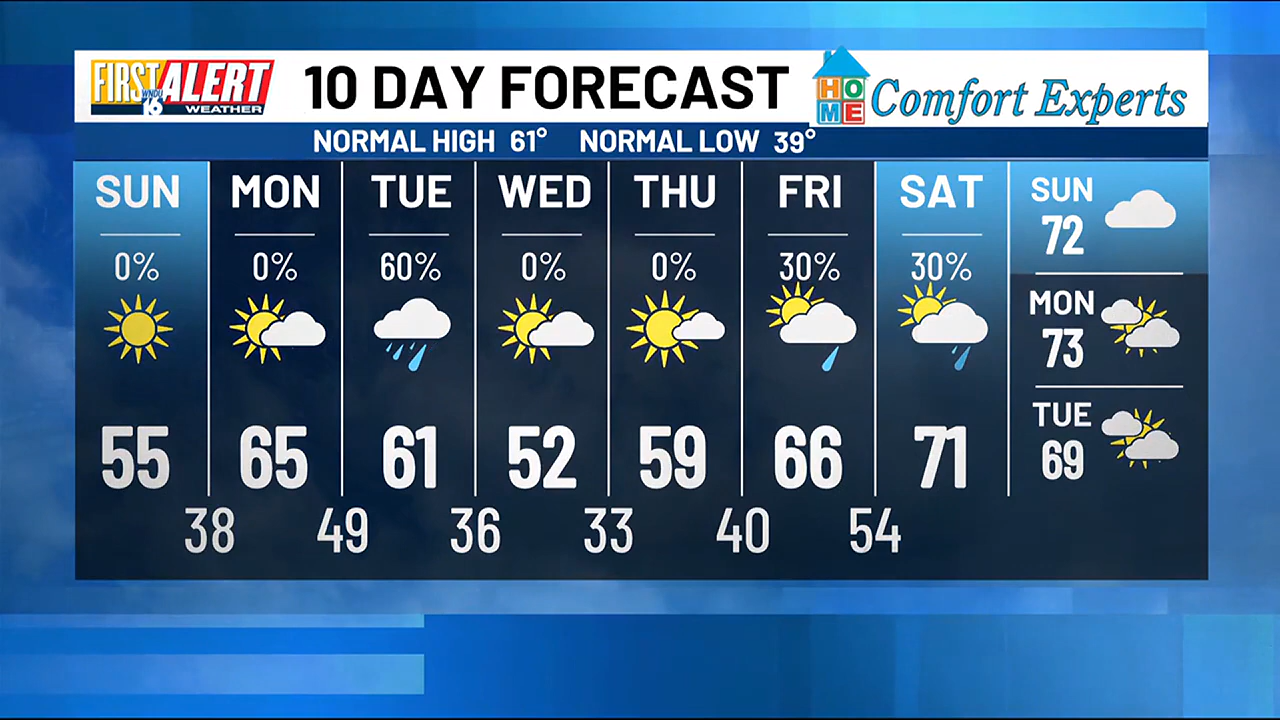 FIRST ALERT
WNDU
16
WEATHER
10 DAY FORECAST
HOME
Comfort Experts
NORMAL HIGH 61° NORMAL LOW 39°
SUN MON TUE WED THU FRI SAT
0% 0% 60% 0% 0% 30% 30%
55 65 61 52 59 66 71
38 49 36 33 40 54
SUN
72
MON
73
TUE
69